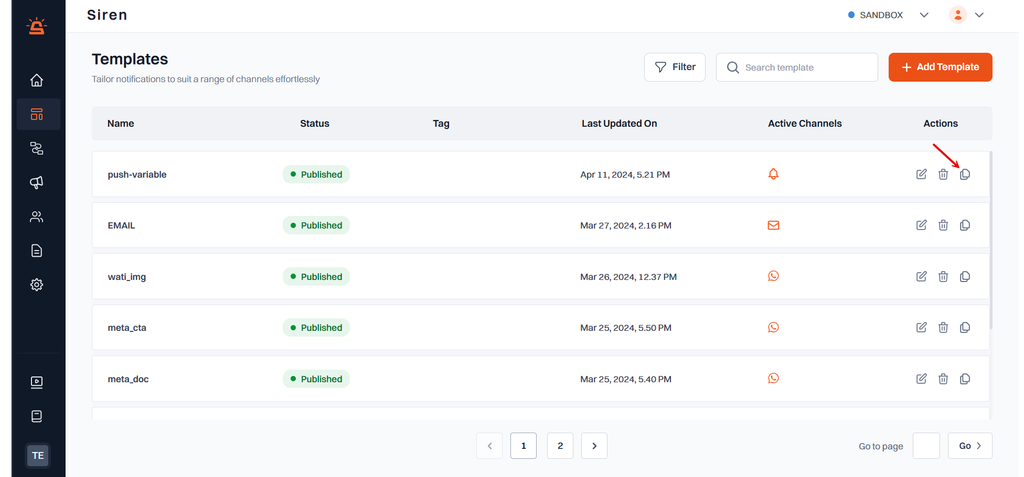 Siren
SANDBOX
Templates
Tailor notifications to suit a range of channels effortlessly
Filter
Search template
+ Add Template
Name Status Tag Last Updated On Active Channels Actions
push-variable Published Apr 11, 2024, 5.21 PM
EMAIL Published Mar 27, 2024, 2.16 PM
wati_img Published Mar 26, 2024, 12.37 PM
meta_cta Published Mar 25, 2024, 5.50 PM
meta_doc Published Mar 25, 2024, 5.40 PM
1 2
Go to page Go
TE